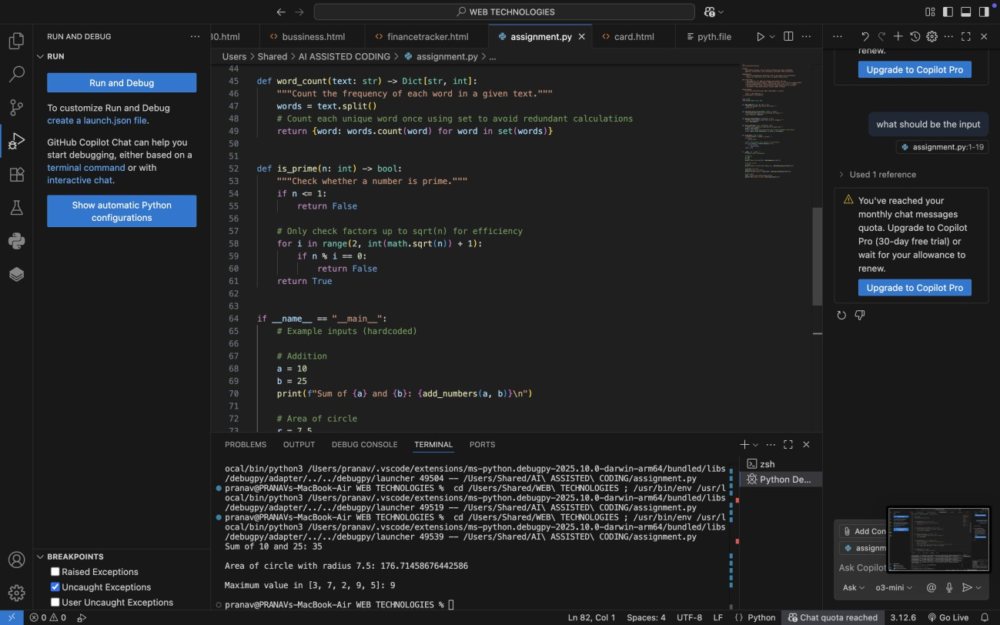 WEB TECHNOLOGIES
RUN AND DEBUG
RUN
Run and Debug
To customize Run and Debug
create a launch.json file.
GitHub Copilot Chat can help you
start debugging, either based on a
terminal command or with
interactive chat.
Show automatic Python
configurations
BREAKPOINTS
Raised Exceptions
Uncaught Exceptions
User Uncaught Exceptions
30.html
<> bussiness.html
<> financetracker.html
assignment.py
<> card.html
pyth.file
Users > Shared > AI ASSISTED CODING > assignment.py > ...
44
45 def word_count(text: str) -> Dict[str, int]:
46 """Count the frequency of each word in a given text."""
47 words = text.split()
48 # Count each unique word once using set to avoid redundant calculations
49 return {word: words.count(word) for word in set(words)}
50
51
52 def is_prime(n: int) -> bool:
53 """Check whether a number is prime."""
54 if n <= 1:
55 return False
56
57 # Only check factors up to sqrt(n) for efficiency
58 for i in range(2, int(math.sqrt(n)) + 1):
59 if n % i == 0:
60 return False
61 return True
62
63
64 if __name__ == "__main__":
65 # Example inputs (hardcoded)
66
67 # Addition
68 a = 10
69 b = 25
70 print(f"Sum of {a} and {b}: {add_numbers(a, b)}\n")
71
72 # Area of circle
73 r = 7.5
PROBLEMS OUTPUT DEBUG CONSOLE TERMINAL PORTS
ocal/bin/python3 /Users/pranav/.vscode/extensions/ms-python.debugpy-2025.10.0-darwin-arm64/bundled/libs
/debugpy/adapter/../../debugpy/launcher 49504 -- /Users/Shared/AI\ ASSISTED\ CODING/assignment.py
pranav@PRANAVs-MacBook-Air WEB TECHNOLOGIES %  cd /Users/Shared/WEB\ TECHNOLOGIES ; /usr/bin/env /usr/l
ocal/bin/python3 /Users/pranav/.vscode/extensions/ms-python.debugpy-2025.10.0-darwin-arm64/bundled/libs
/debugpy/adapter/../../debugpy/launcher 49519 -- /Users/Shared/AI\ ASSISTED\ CODING/assignment.py
pranav@PRANAVs-MacBook-Air WEB TECHNOLOGIES %  cd /Users/Shared/WEB\ TECHNOLOGIES ; /usr/bin/env /usr/l
ocal/bin/python3 /Users/pranav/.vscode/extensions/ms-python.debugpy-2025.10.0-darwin-arm64/bundled/libs
/debugpy/adapter/../../debugpy/launcher 49539 -- /Users/Shared/AI\ ASSISTED\ CODING/assignment.py
Sum of 10 and 25: 35
Area of circle with radius 7.5: 176.71458676442586
Maximum value in [3, 7, 2, 9, 5]: 9
pranav@PRANAVs-MacBook-Air WEB TECHNOLOGIES %
zsh
Python De...
renew.
Upgrade to Copilot Pro
what should be the input
assignment.py:1-19
Used 1 reference
You've reached your
monthly chat messages
quota. Upgrade to Copilot
Pro (30-day free trial) or
wait for your allowance to
renew.
Upgrade to Copilot Pro
Add Con
assignm
Ask Copilot
Ask
o3-mini
0 0
Ln 82, Col 1
Spaces: 4
UTF-8
LF
{} Python
Chat quota reached
3.12.6
Go Live